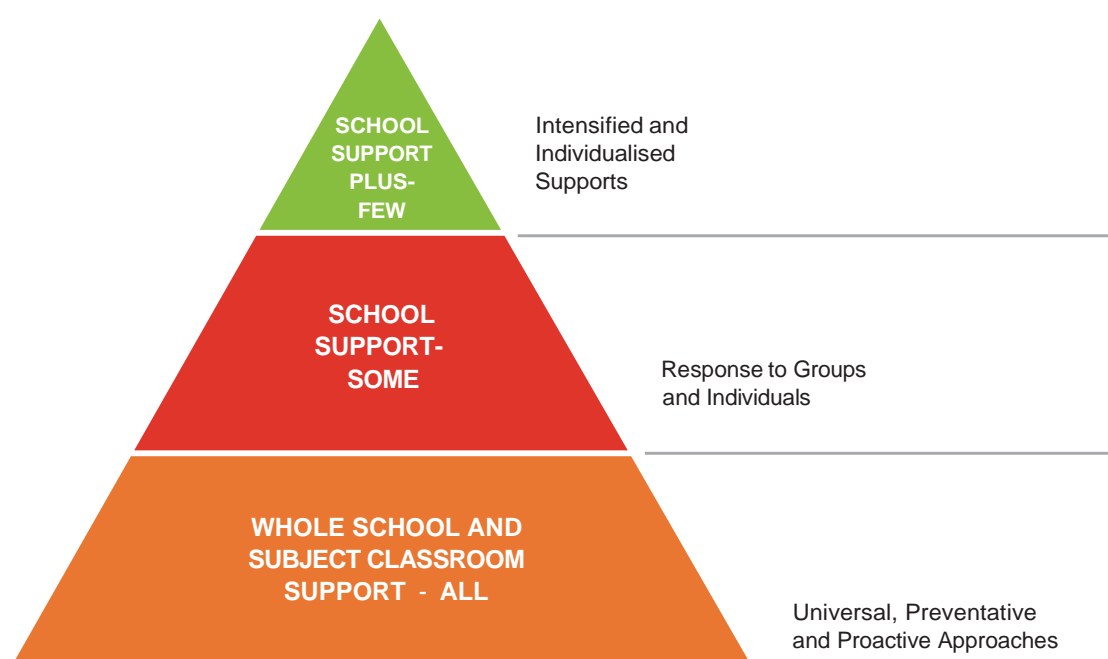 SCHOOL
SUPPORT
PLUS-
FEW
Intensified and
Individualised
Supports
SCHOOL
SUPPORT-
SOME
Response to Groups
and Individuals
WHOLE SCHOOL AND
SUBJECT CLASSROOM
SUPPORT - ALL
Universal, Preventative
and Proactive Approaches